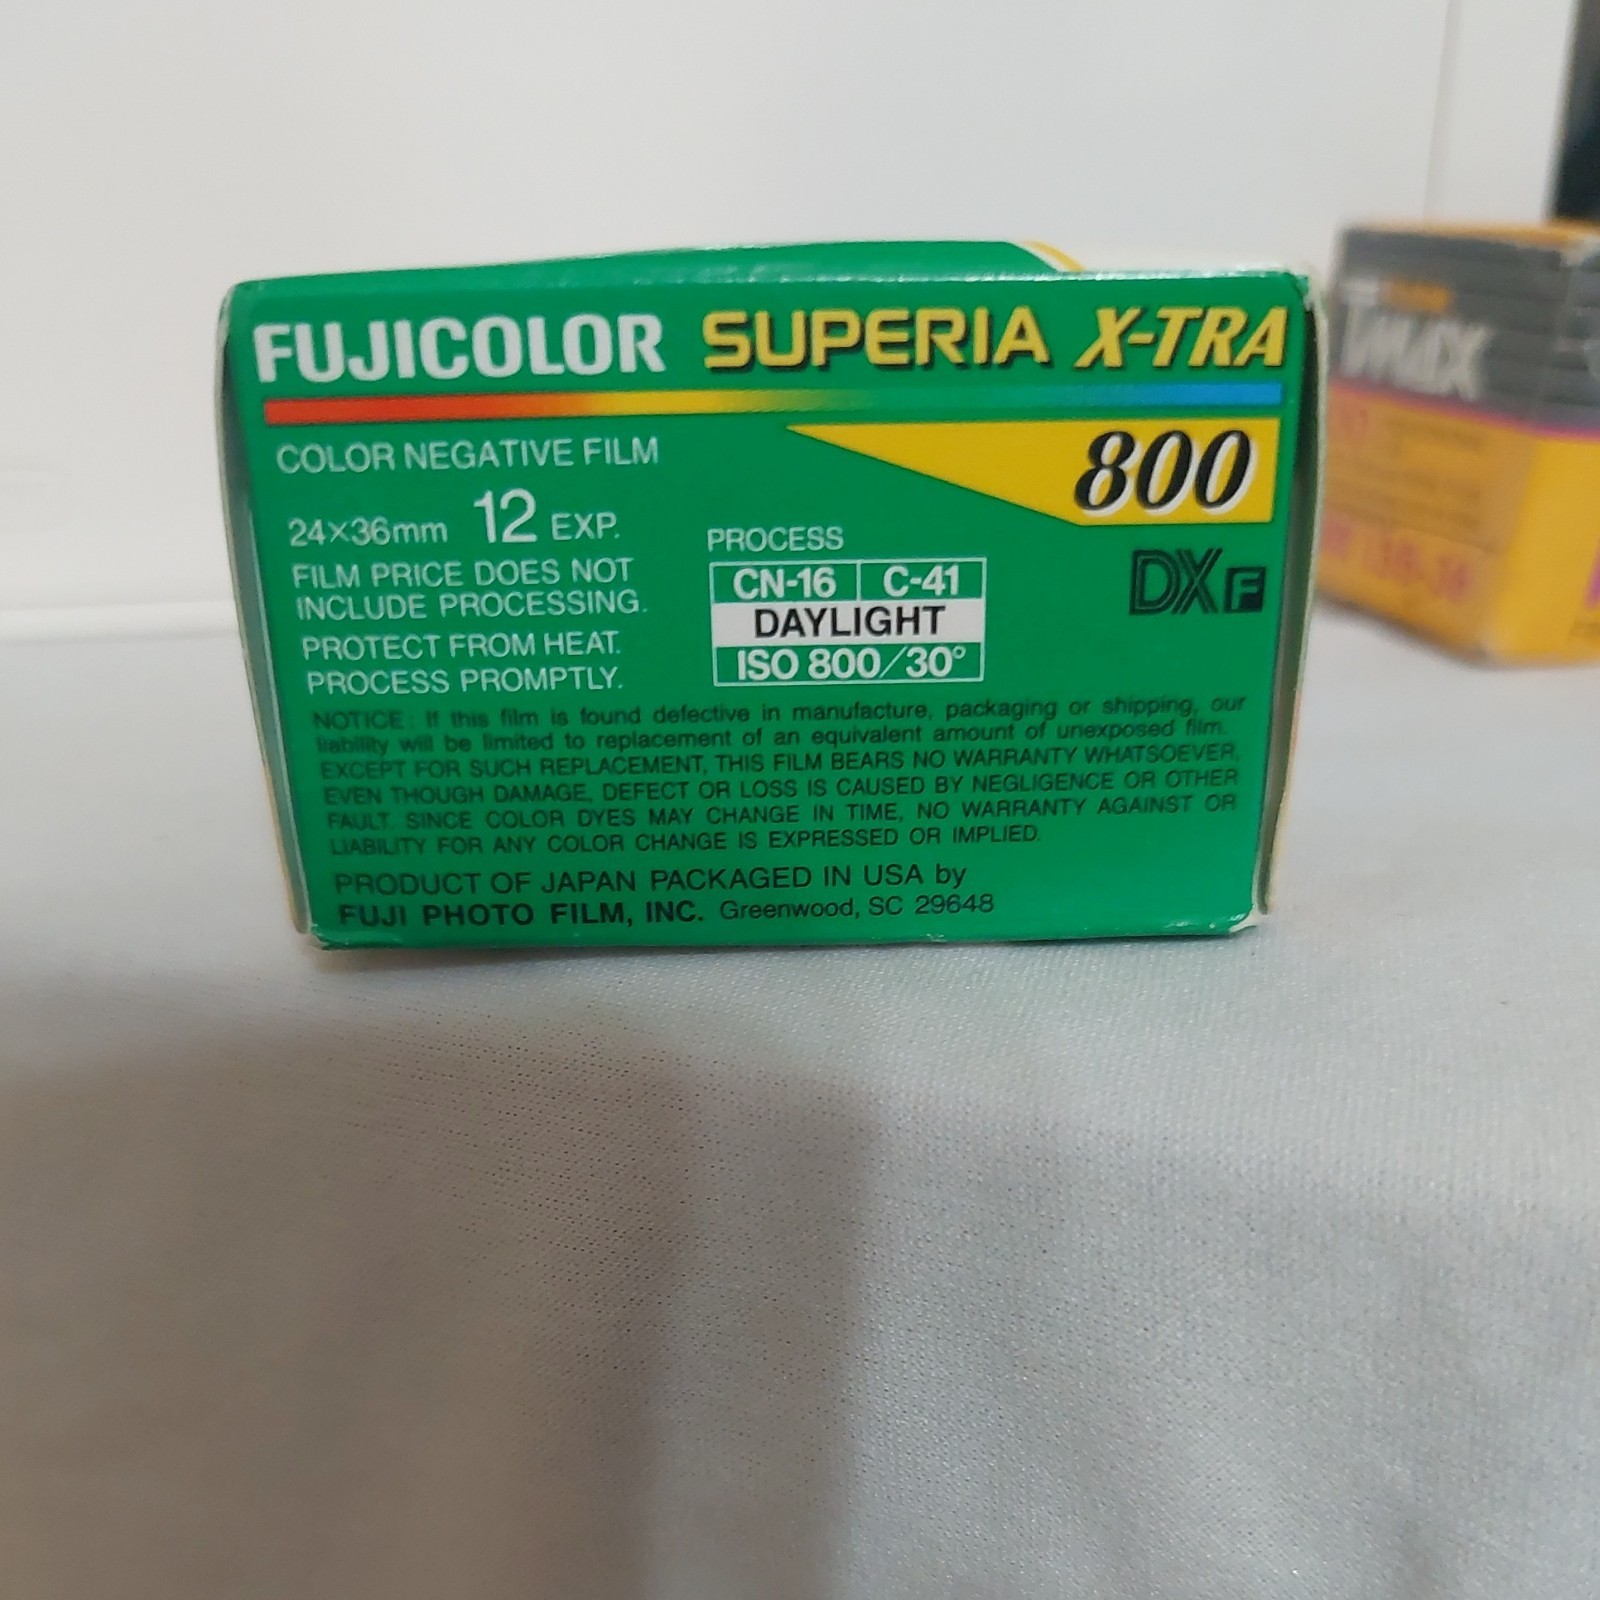 FUJICOLOR SUPERIA X-TRA
800
COLOR NEGATIVE FILM
24×36mm 12 EXP.
FILM PRICE DOES NOT
INCLUDE PROCESSING.
PROTECT FROM HEAT.
PROCESS PROMPTLY.
PROCESS
CN-16 C-41
DAYLIGHT
ISO 800/30°
DX F
NOTICE: If this film is found defective in manufacture, packaging or shipping, our
liability will be limited to replacement of an equivalent amount of unexposed film.
EXCEPT FOR SUCH REPLACEMENT, THIS FILM BEARS NO WARRANTY WHATSOEVER,
EVEN THOUGH DAMAGE, DEFECT OR LOSS IS CAUSED BY NEGLIGENCE OR OTHER
FAULT. SINCE COLOR DYES MAY CHANGE IN TIME, NO WARRANTY AGAINST OR
LIABILITY FOR ANY COLOR CHANGE IS EXPRESSED OR IMPLIED.
PRODUCT OF JAPAN PACKAGED IN USA by
FUJI PHOTO FILM, INC. Greenwood, SC 29648
Tmax